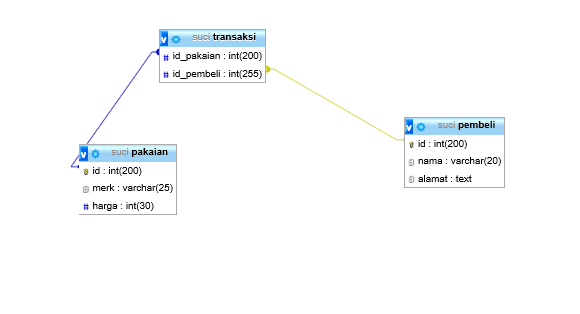 suci transaksi
id_pakaian : int(200)
id_pembeli : int(255)
suci pembeli
id : int(200)
nama : varchar(20)
alamat : text
suci pakaian
id : int(200)
merk : varchar(25)
harga : int(30)